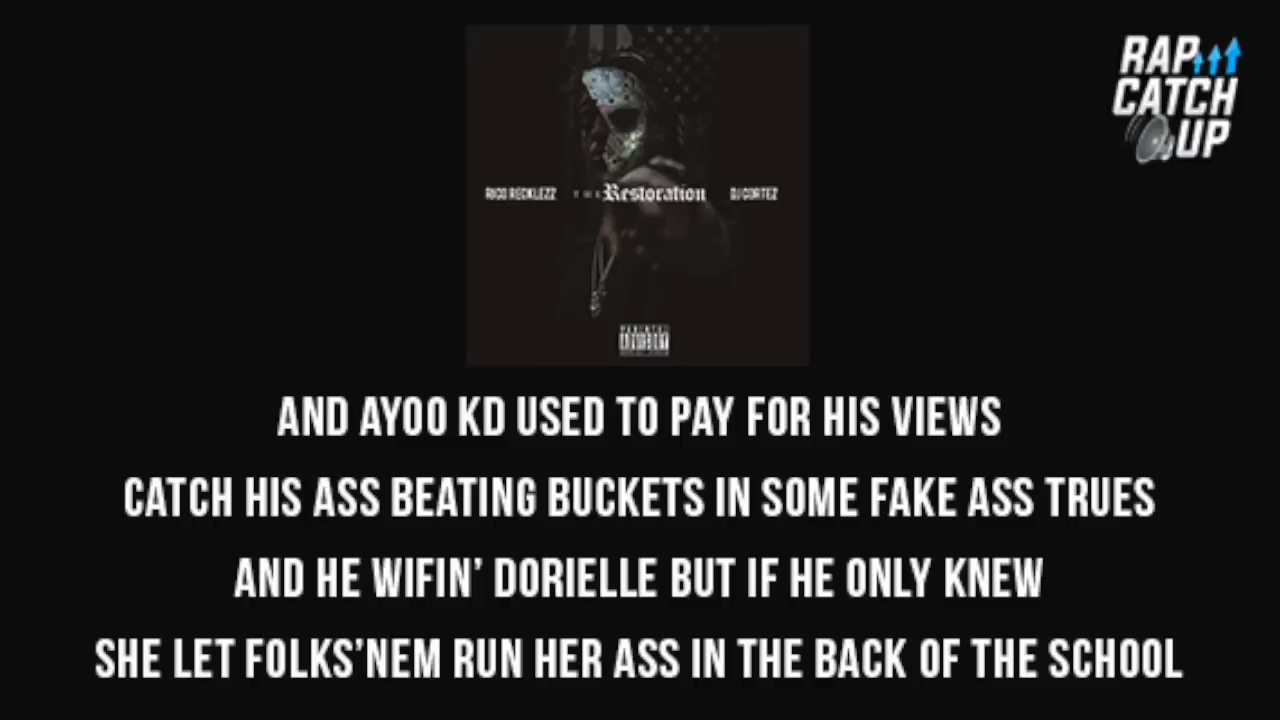 RAP
CATCH
UP
RICO RECKLEZZ THE Restoration DJ CORTEZ
AND AYOO KD USED TO PAY FOR HIS VIEWS
CATCH HIS ASS BEATING BUCKETS IN SOME FAKE ASS TRUES
AND HE WIFIN’ DORIELLE BUT IF HE ONLY KNEW
SHE LET FOLKS’NEM RUN HER ASS IN THE BACK OF THE SCHOOL